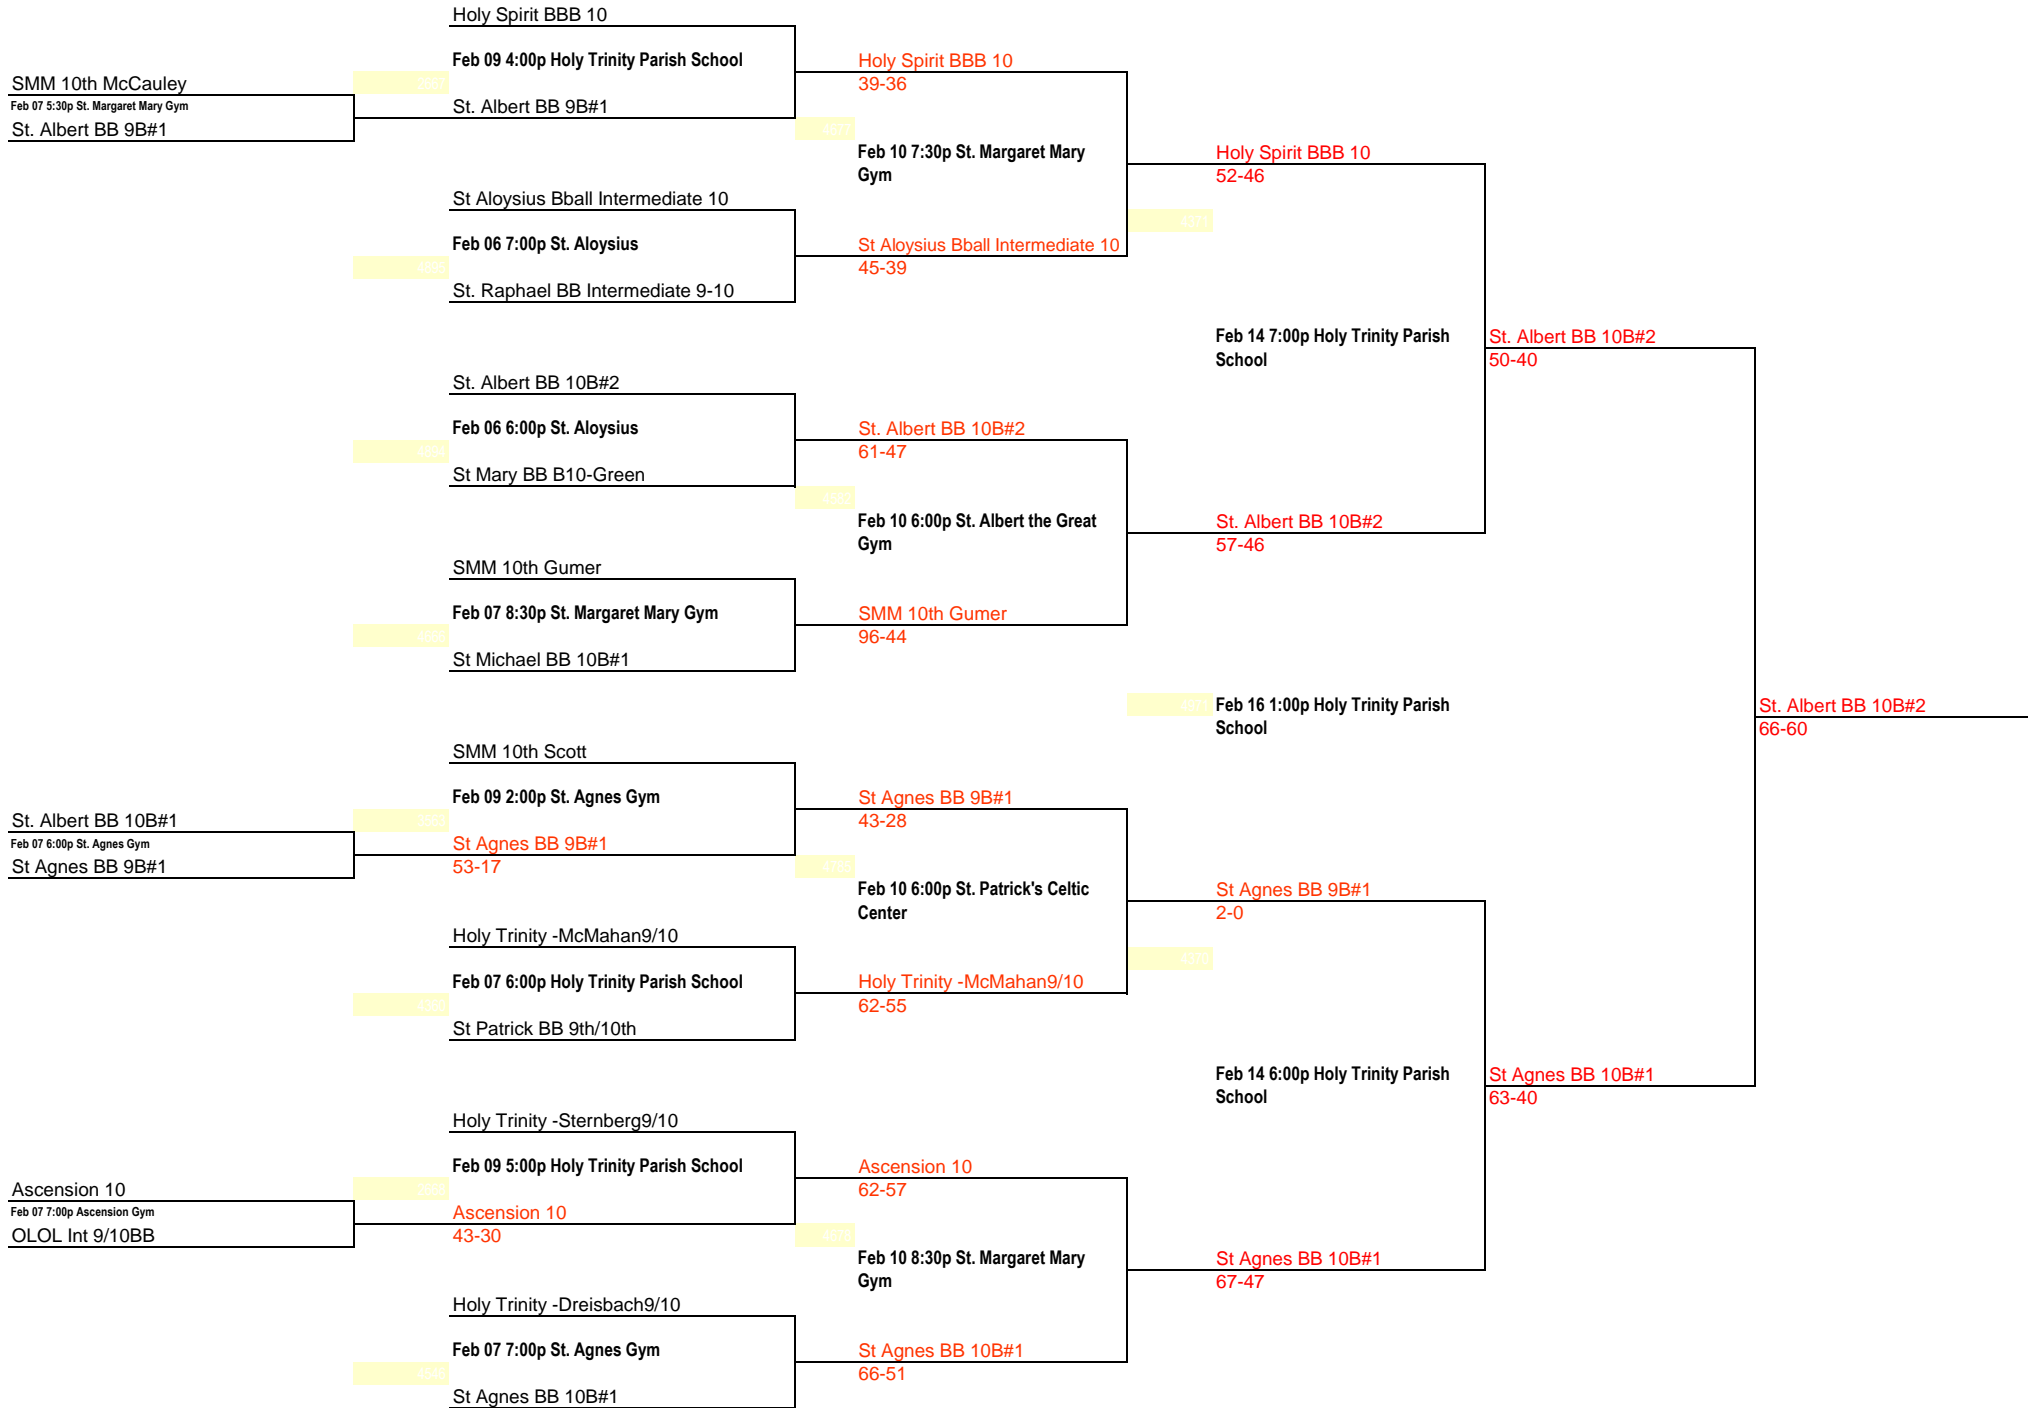 Holy Spirit BBB 10
Feb 09 4:00p Holy Trinity Parish School
Holy Spirit BBB 10
39-36
SMM 10th McCauley
Feb 07 5:30p St. Margaret Mary Gym
St. Albert BB 9B#1
St. Albert BB 9B#1
Feb 10 7:30p St. Margaret Mary
Gym
Holy Spirit BBB 10
52-46
St Aloysius Bball Intermediate 10
Feb 06 7:00p St. Aloysius
St Aloysius Bball Intermediate 10
45-39
St. Raphael BB Intermediate 9-10
Feb 14 7:00p Holy Trinity Parish
School
St. Albert BB 10B#2
50-40
St. Albert BB 10B#2
Feb 06 6:00p St. Aloysius
St. Albert BB 10B#2
61-47
St Mary BB B10-Green
Feb 10 6:00p St. Albert the Great
Gym
St. Albert BB 10B#2
57-46
SMM 10th Gumer
Feb 07 8:30p St. Margaret Mary Gym
SMM 10th Gumer
96-44
St Michael BB 10B#1
Feb 16 1:00p Holy Trinity Parish
School
St. Albert BB 10B#2
66-60
SMM 10th Scott
Feb 09 2:00p St. Agnes Gym
St Agnes BB 9B#1
43-28
St. Albert BB 10B#1
Feb 07 6:00p St. Agnes Gym
St Agnes BB 9B#1
St Agnes BB 9B#1
53-17
Feb 10 6:00p St. Patrick's Celtic
Center
St Agnes BB 9B#1
2-0
Holy Trinity -McMahan9/10
Feb 07 6:00p Holy Trinity Parish School
Holy Trinity -McMahan9/10
62-55
St Patrick BB 9th/10th
Feb 14 6:00p Holy Trinity Parish
School
St Agnes BB 10B#1
63-40
Holy Trinity -Sternberg9/10
Feb 09 5:00p Holy Trinity Parish School
Ascension 10
62-57
Ascension 10
Feb 07 7:00p Ascension Gym
OLOL Int 9/10BB
Ascension 10
43-30
Feb 10 8:30p St. Margaret Mary
Gym
St Agnes BB 10B#1
67-47
Holy Trinity -Dreisbach9/10
Feb 07 7:00p St. Agnes Gym
St Agnes BB 10B#1
66-51
St Agnes BB 10B#1